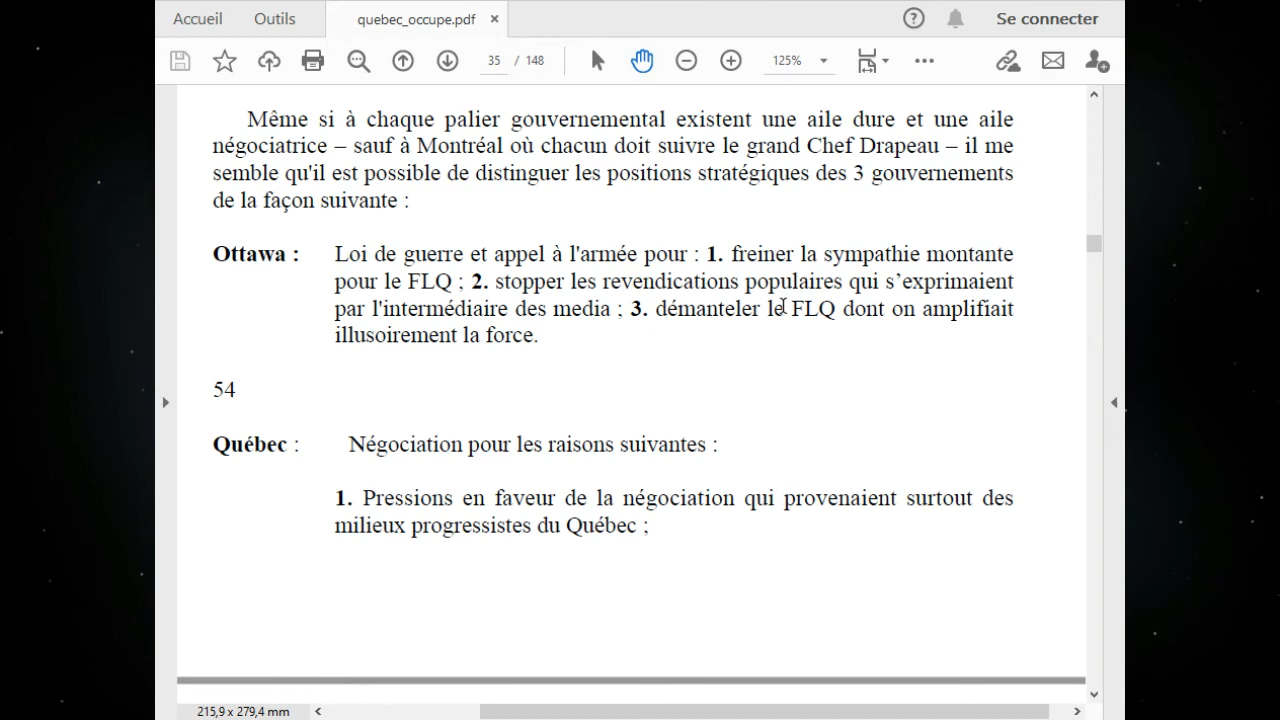 Accueil Outils quebec_occupe.pdf × ? Se connecter
35 / 148 125%
Même si à chaque palier gouvernemental existent une aile dure et une aile
négociatrice – sauf à Montréal où chacun doit suivre le grand Chef Drapeau – il me
semble qu'il est possible de distinguer les positions stratégiques des 3 gouvernements
de la façon suivante :
Ottawa : Loi de guerre et appel à l'armée pour : 1. freiner la sympathie montante
pour le FLQ ; 2. stopper les revendications populaires qui s’exprimaient
par l'intermédiaire des media ; 3. démanteler le FLQ dont on amplifiait
illusoirement la force.
54
Québec : Négociation pour les raisons suivantes :
1. Pressions en faveur de la négociation qui provenaient surtout des
milieux progressistes du Québec ;
215,9 x 279,4 mm